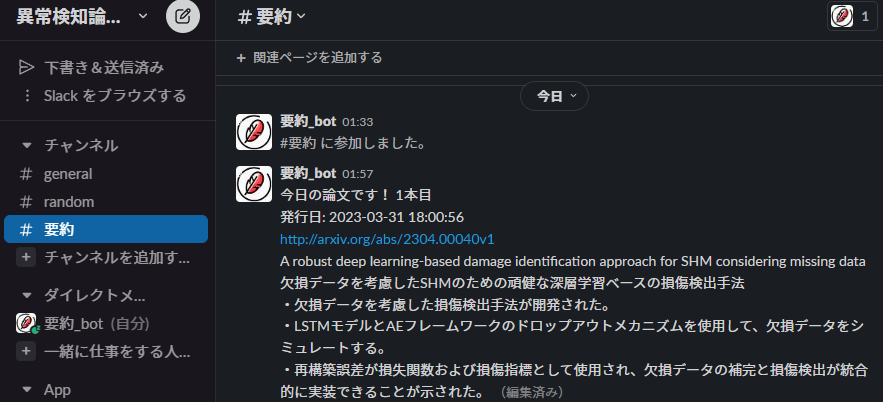 異常検知論...
下書き＆送信済み
Slack をブラウズする
チャンネル
# general
# random
# 要約
+ チャンネルを追加す...
ダイレクトメ...
要約_bot (自分)
+ 一緒に仕事をする人...
App
# 要約
1
+ 関連ページを追加する
今日
要約_bot 01:33
#要約 に参加しました。
要約_bot 01:57
今日の論文です！ 1本目
発行日: 2023-03-31 18:00:56
http://arxiv.org/abs/2304.00040v1
A robust deep learning-based damage identification approach for SHM considering missing data
欠損データを考慮したSHMのための頑健な深層学習ベースの損傷検出手法
・欠損データを考慮した損傷検出手法が開発された。
・LSTMモデルとAEフレームワークのドロップアウトメカニズムを使用して、欠損データをシ
ミュレートする。
・再構築誤差が損失関数および損傷指標として使用され、欠損データの補完と損傷検出が統合
的に実装できることが示された。 （編集済み）